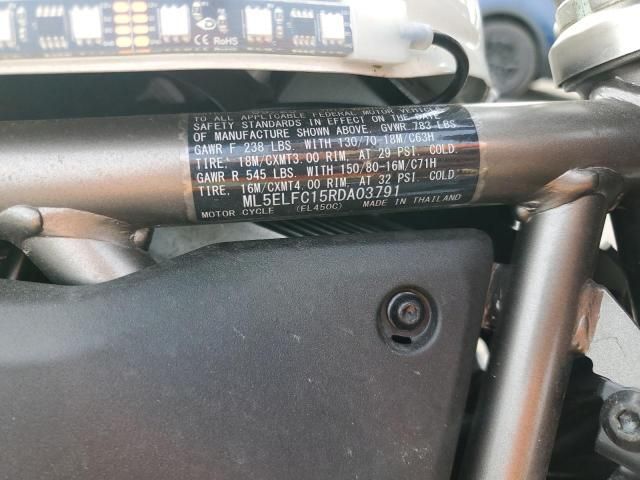 RoHS
TO ALL APPLICABLE FEDERAL MOTOR VEHICLE
SAFETY STANDARDS IN EFFECT ON THE DATE
OF MANUFACTURE SHOWN ABOVE. GVWR 783 LBS
GAWR F 238 LBS. WITH 130/70-18M/C63H
TIRE, 18M/CXMT3.00 RIM, AT 29 PSI, COLD.
GAWR R 545 LBS. WITH 150/80-16M/C71H
TIRE, 16M/CXMT4.00 RIM, AT 32 PSI, COLD.
ML5ELFC15RDA03791
MOTOR CYCLE (EL450C) MADE IN THAILAND